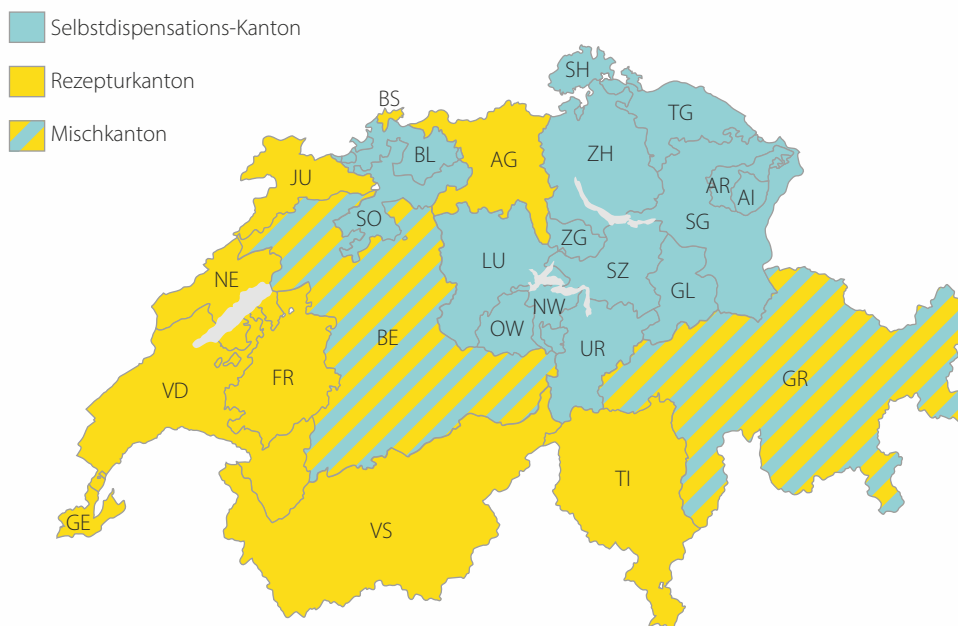 Selbstdispensations-Kanton
Rezepturkanton
Mischkanton
SH
BS
TG
BL
AG
ZH
JU
AR
AI
SO
SG
ZG
LU
SZ
NE
GL
NW
OW
BE
UR
FR
GR
VD
TI
GE
VS